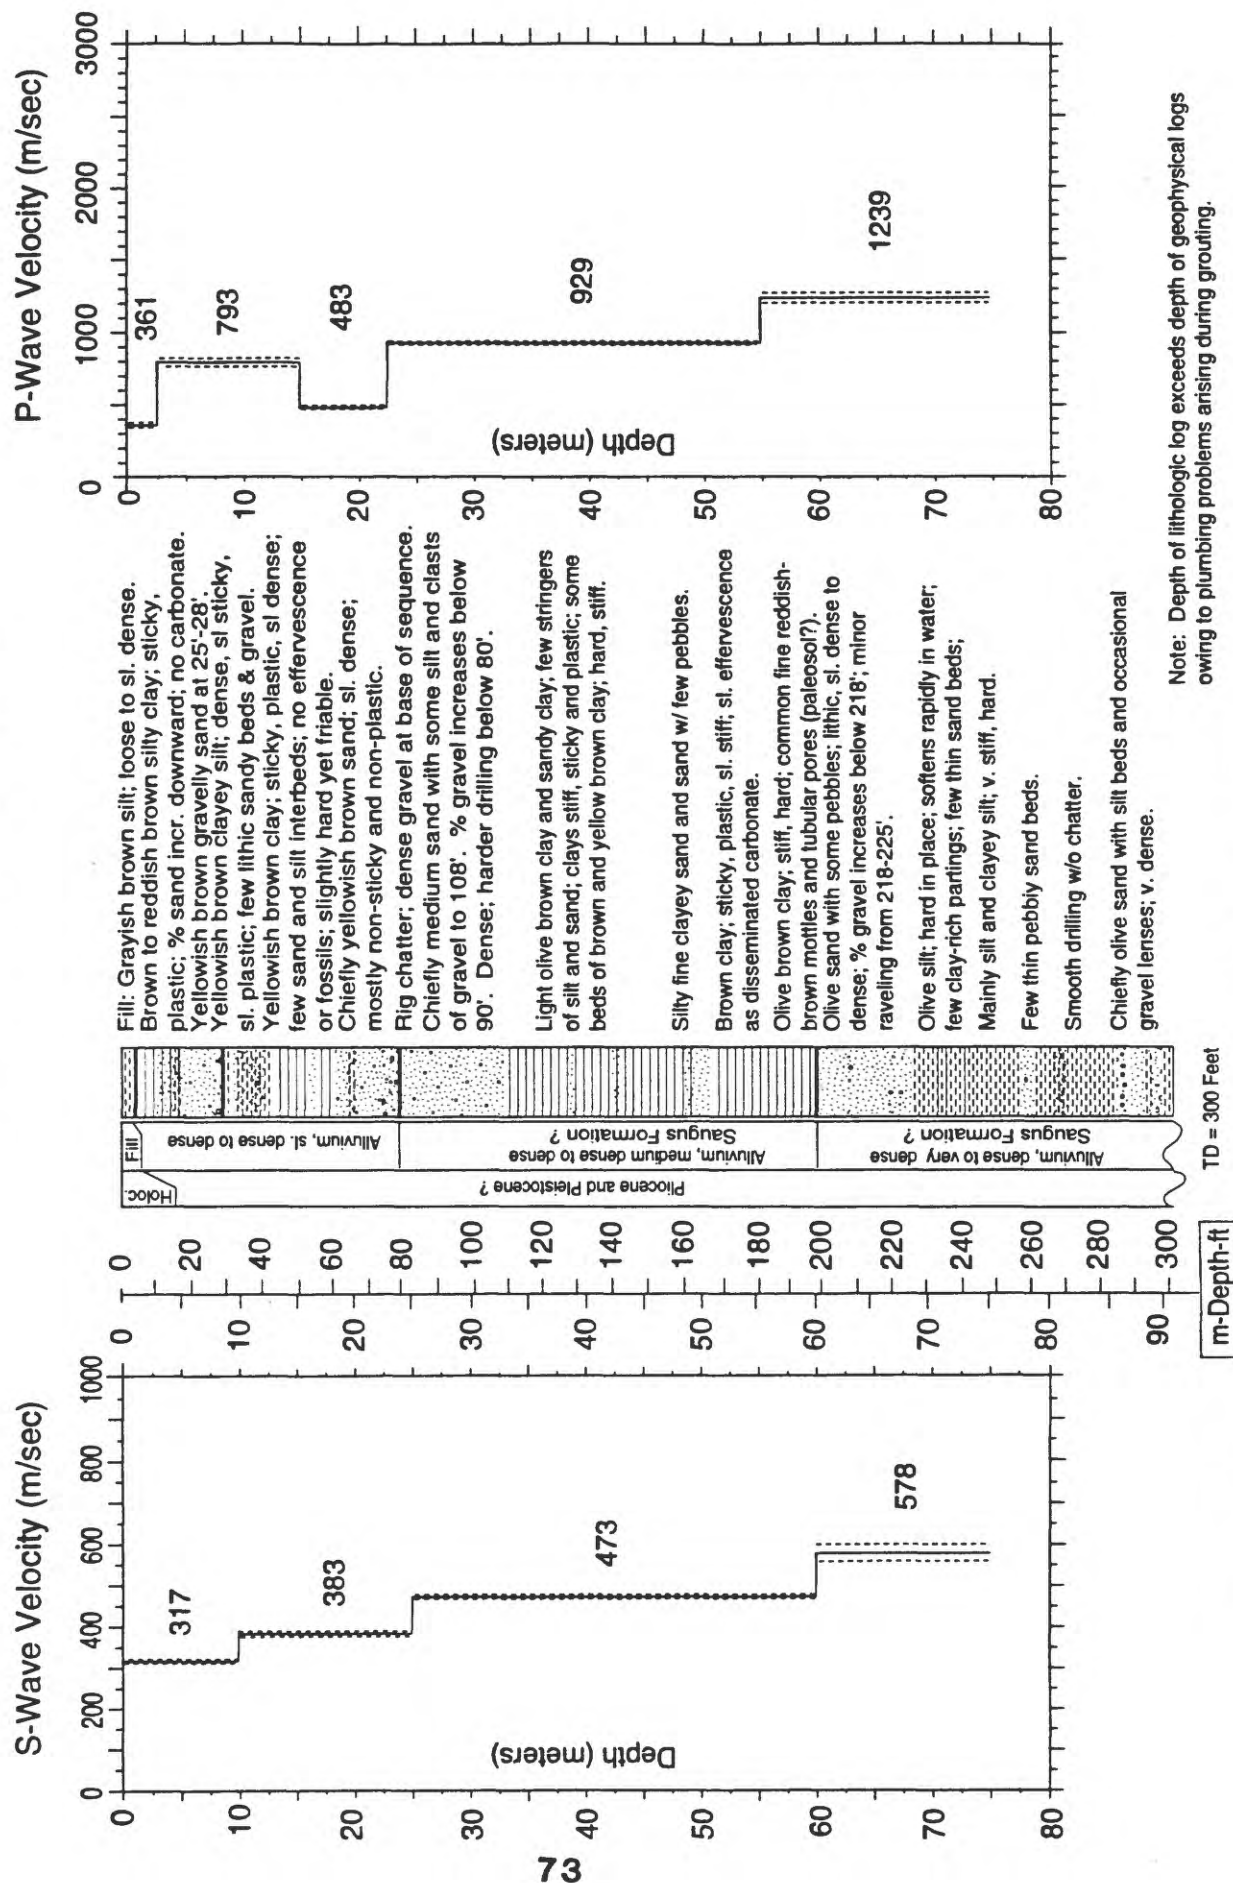 S-Wave Velocity (m/sec)
0 200 400 600 800 1000
0
10
20
30
40
50
60
70
80
Depth (meters)
317
383
473
578
0
10
20
30
40
50
60
70
80
90
0
20
40
60
80
100
120
140
160
180
200
220
240
260
280
300
m-Depth-ft
TD = 300 Feet
Holoc.
Pliocene and Pleistocene ?
Fill
Alluvium, sl. dense to dense
Alluvium, medium dense to dense
Saugus Formation ?
Alluvium, dense to very dense
Saugus Formation ?
Fill: Grayish brown silt; loose to sl. dense.
Brown to reddish brown silty clay; sticky,
plastic; % sand incr. downward; no carbonate.
Yellowish brown gravelly sand at 25'-28'.
Yellowish brown clayey silt; dense, sl sticky,
sl. plastic; few lithic sandy beds & gravel.
Yellowish brown clay; sticky, plastic, sl dense;
few sand and silt interbeds; no effervescence
or fossils; slightly hard yet friable.
Chiefly yellowish brown sand; sl. dense;
mostly non-sticky and non-plastic.
Rig chatter; dense gravel at base of sequence.
Chiefly medium sand with some silt and clasts
of gravel to 108'. % gravel increases below
90'. Dense; harder drilling below 80'.
Light olive brown clay and sandy clay; few stringers
of silt and sand; clays stiff, sticky and plastic; some
beds of brown and yellow brown clay; hard, stiff.
Silty fine clayey sand and sand w/ few pebbles.
Brown clay; sticky, plastic, sl. stiff; sl. effervescence
as disseminated carbonate.
Olive brown clay; stiff, hard; common fine reddish-
brown mottles and tubular pores (paleosol?).
Olive sand with some pebbles; lithic, sl. dense to
dense; % gravel increases below 218'; minor
raveling from 218-225'.
Olive silt; hard in place; softens rapidly in water;
few clay-rich partings; few thin sand beds;
Mainly silt and clayey silt; v. stiff, hard.
Few thin pebbly sand beds.
Smooth drilling w/o chatter.
Chiefly olive sand with silt beds and occasional
gravel lenses; v. dense.
P-Wave Velocity (m/sec)
0 1000 2000 3000
0
10
20
30
40
50
60
70
80
Depth (meters)
361
793
483
929
1239
Note: Depth of lithologic log exceeds depth of geophysical logs
owing to plumbing problems arising during grouting.
73